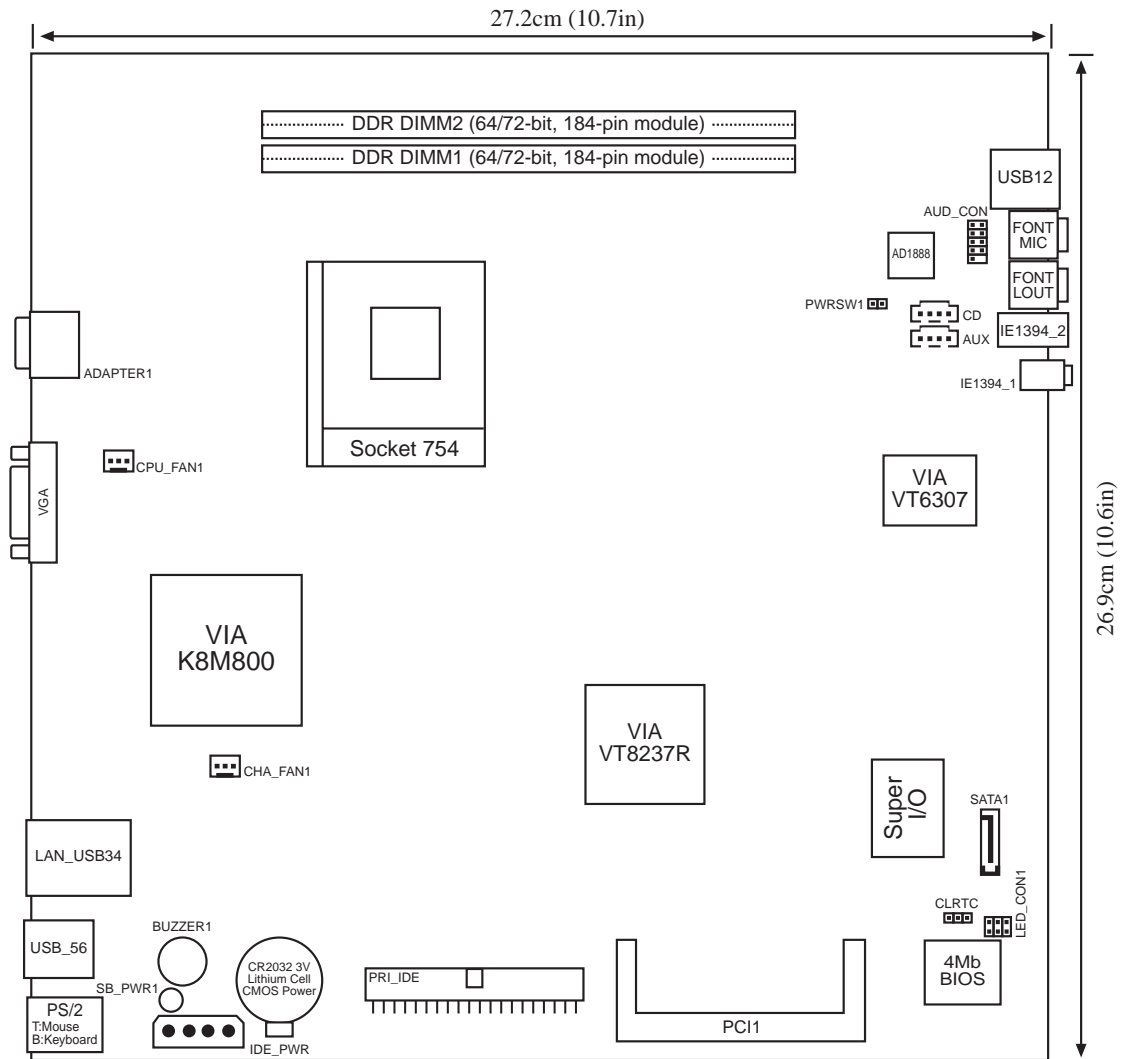 27.2cm (10.7in)
DDR DIMM2 (64/72-bit, 184-pin module)
DDR DIMM1 (64/72-bit, 184-pin module)
USB12
AUD_CON
FONT
MIC
AD1888
FONT
LOUT
PWRSW1
CD
AUX
IE1394_2
IE1394_1
ADAPTER1
Socket 754
CPU_FAN1
VGA
VIA
VT6307
26.9cm (10.6in)
VIA
K8M800
VIA
VT8237R
CHA_FAN1
Super
I/O
SATA1
LAN_USB34
CLRTC
LED_CON1
BUZZER1
USB_56
CR2032 3V
Lithium Cell
CMOS Power
PRI_IDE
4Mb
BIOS
SB_PWR1
PS/2
T:Mouse
B:Keyboard
PCI1
IDE_PWR